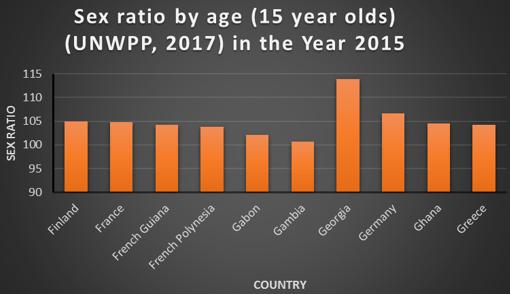 Sex ratio by age (15 year olds)
(UNWPP, 2017) in the Year 2015
115
110
105
100
95
90
SEX RATIO
Finland
France
French Guiana
French Polynesia
Gabon
Gambia
Georgia
Germany
Ghana
Greece
COUNTRY